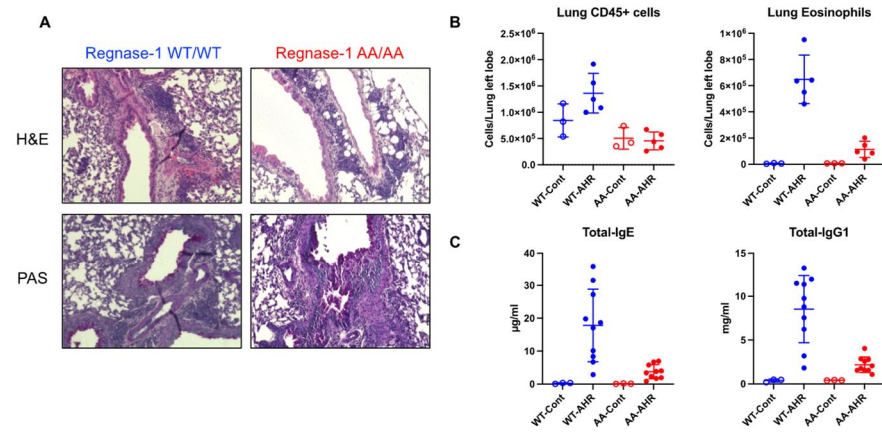 A
Regnase-1 WT/WT
Regnase-1 AA/AA
H&E
PAS
B
Lung CD45+ cells
Cells/Lung left lobe
2.5×10⁶
2.0×10⁶
1.5×10⁶
1.0×10⁶
5.0×10⁵
0.0
WT-Cont
WT-AHR
AA-Cont
AA-AHR
Lung Eosinophils
Cells/Lung left lobe
1×10⁶
8×10⁵
6×10⁵
4×10⁵
2×10⁵
0
WT-Cont
WT-AHR
AA-Cont
AA-AHR
C
Total-IgE
µg/ml
40
30
20
10
0
WT-Cont
WT-AHR
AA-Cont
AA-AHR
Total-IgG1
mg/ml
15
10
5
0
WT-Cont
WT-AHR
AA-Cont
AA-AHR